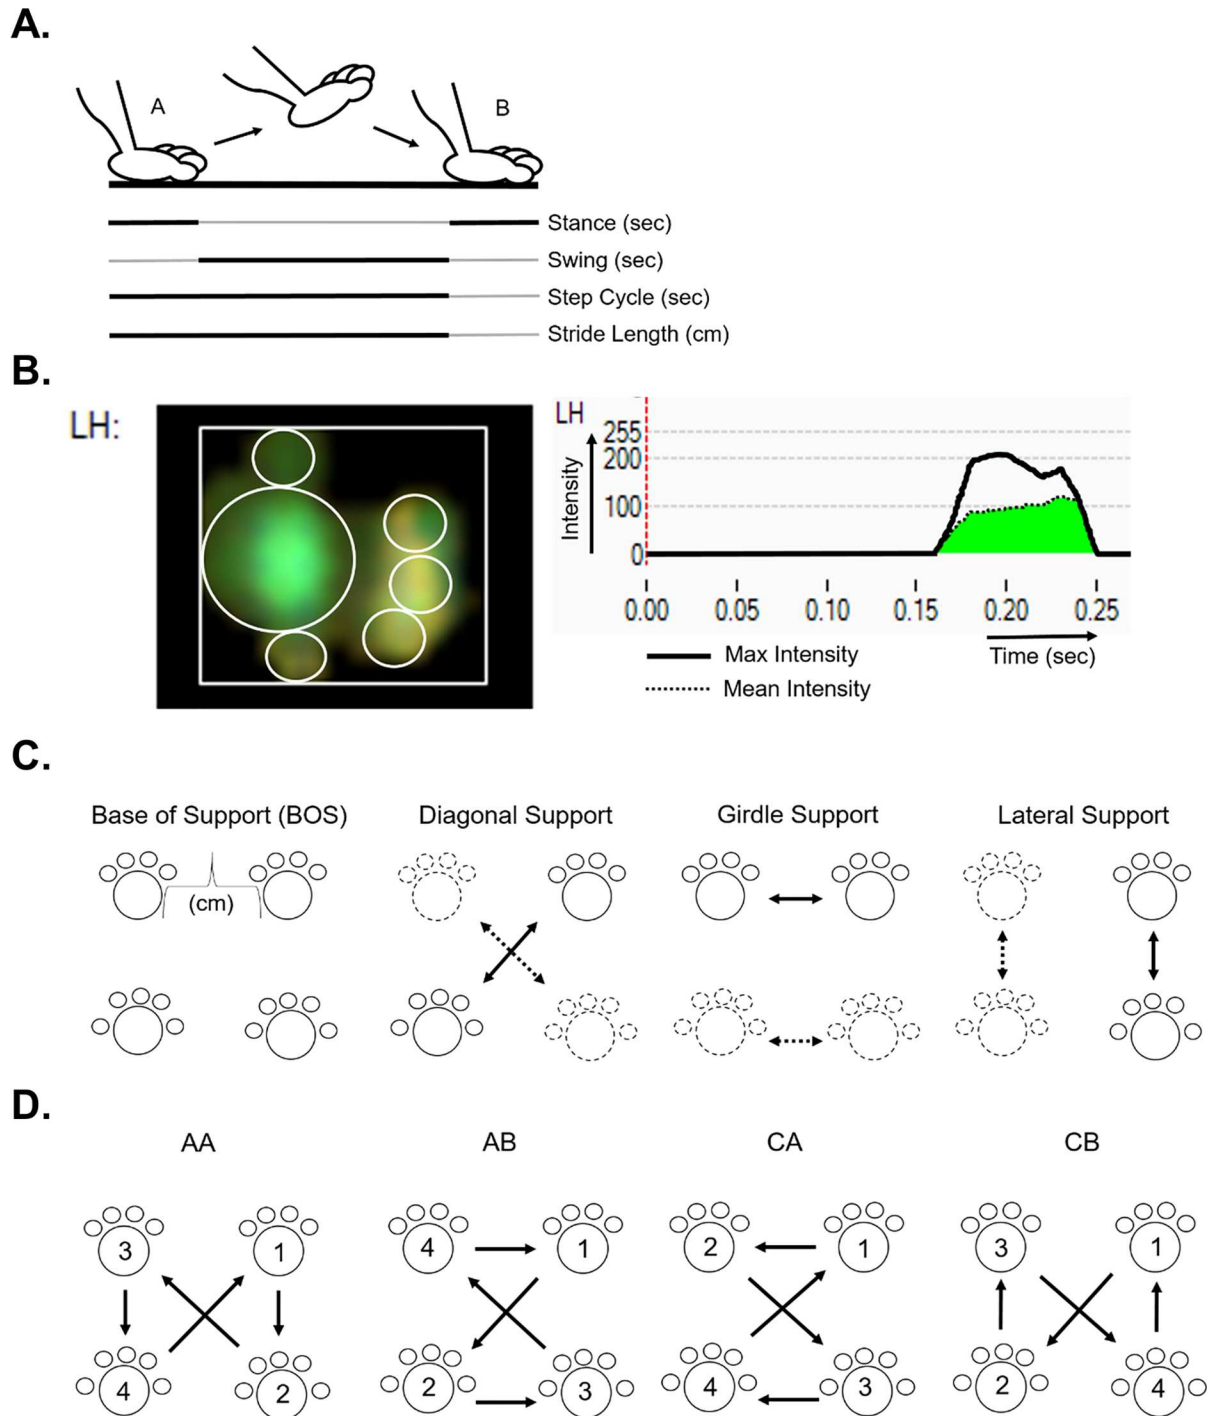 A.
A
B
Stance (sec)
Swing (sec)
Step Cycle (sec)
Stride Length (cm)
B.
LH:
LH
255
200
100
0
Intensity
0.00 0.05 0.10 0.15 0.20 0.25
Time (sec)
Max Intensity
Mean Intensity
C.
Base of Support (BOS) Diagonal Support Girdle Support Lateral Support
(cm)
D.
AA AB CA CB
3 1 4 1 2 1 3 1
4 2 2 3 4 3 2 4